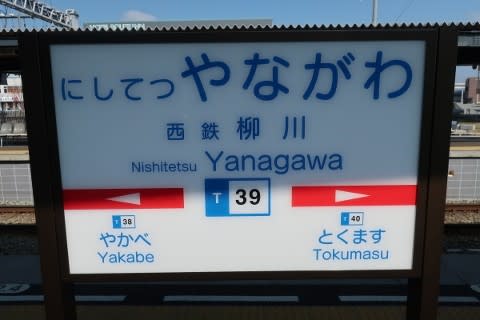 にしてつやながわ
西鉄柳川
Nishitetsu Yanagawa
T 39
T 38
やかべ
Yakabe
T 40
とくます
Tokumasu